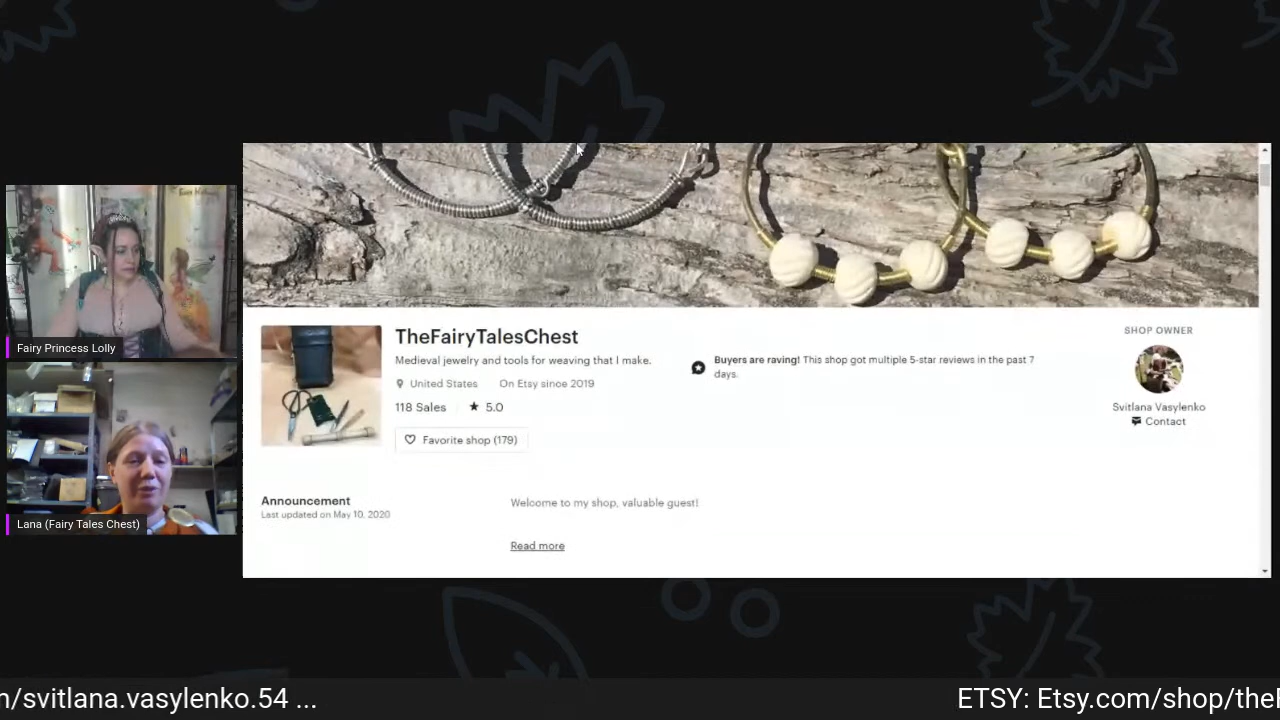 Fairy Princess Lolly
Lana (Fairy Tales Chest)
TheFairyTalesChest
Medieval jewelry and tools for weaving that I make.
United States On Etsy since 2019
118 Sales 5.0
Favorite shop (179)
Buyers are raving! This shop got multiple 5-star reviews in the past 7
days.
SHOP OWNER
Svitlana Vasylenko
Contact
Announcement
Last updated on May 10, 2020
Welcome to my shop, valuable guest!
Read more
/svitlana.vasylenko.54 ...
ETSY: Etsy.com/shop/the